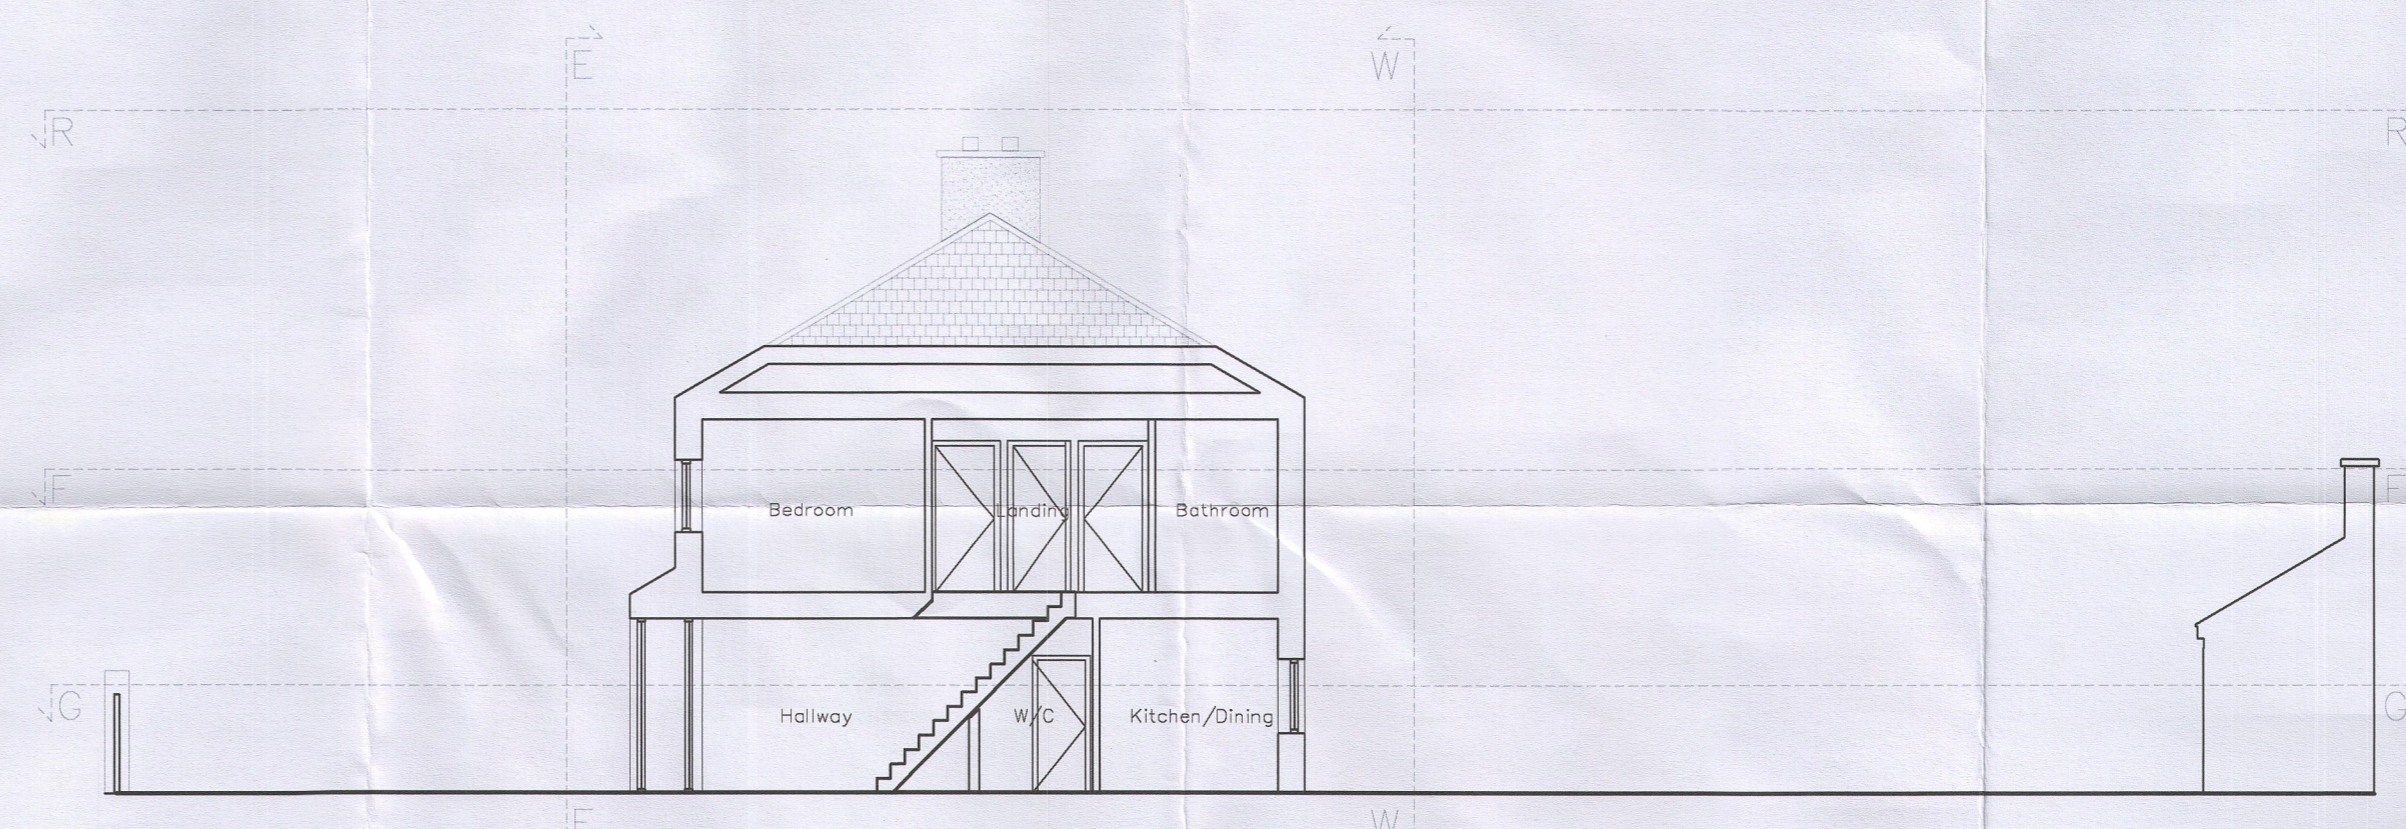 E W
R R
Bedroom Landing Bathroom
F F
G G
Hallway W/C Kitchen/Dining
E W